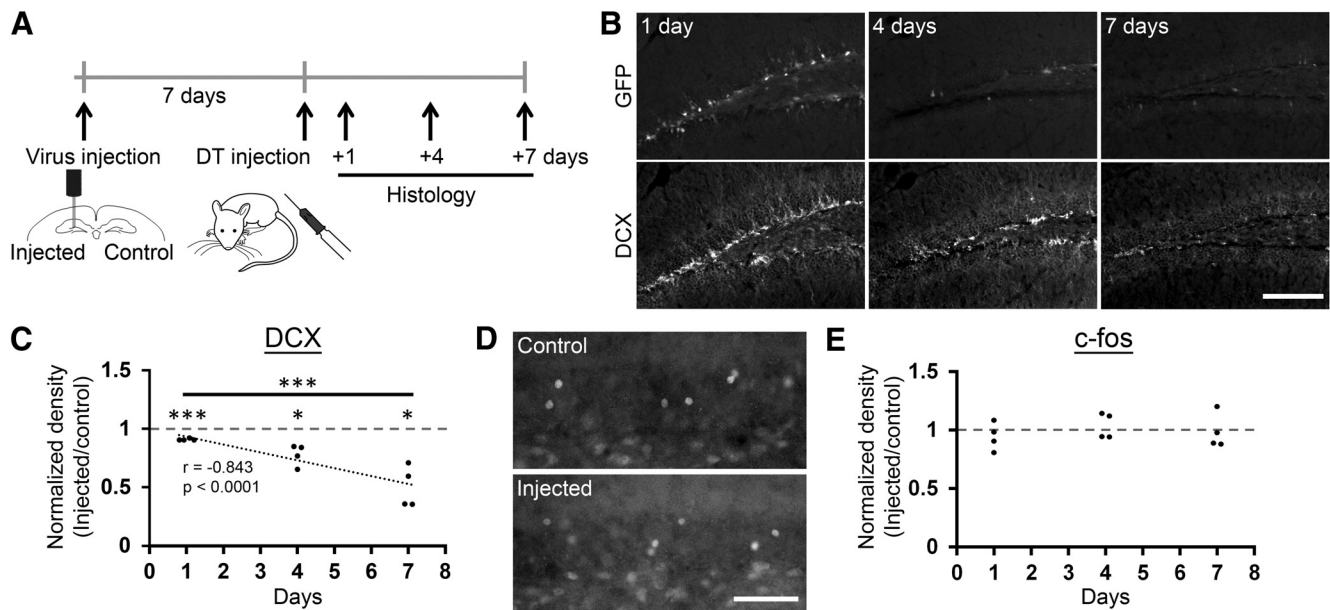 A
7 days
Virus injection
DT injection
+1
+4
+7 days
Histology
Injected
Control
B
1 day
4 days
7 days
GFP
DCX
C
DCX
Normalized density
(Injected/control)
1.5
1
0.5
0
***
***
*
*
r = -0.843
p < 0.0001
0 1 2 3 4 5 6 7 8
Days
D
Control
Injected
E
c-fos
Normalized density
(Injected/control)
1.5
1
0.5
0
0 1 2 3 4 5 6 7 8
Days